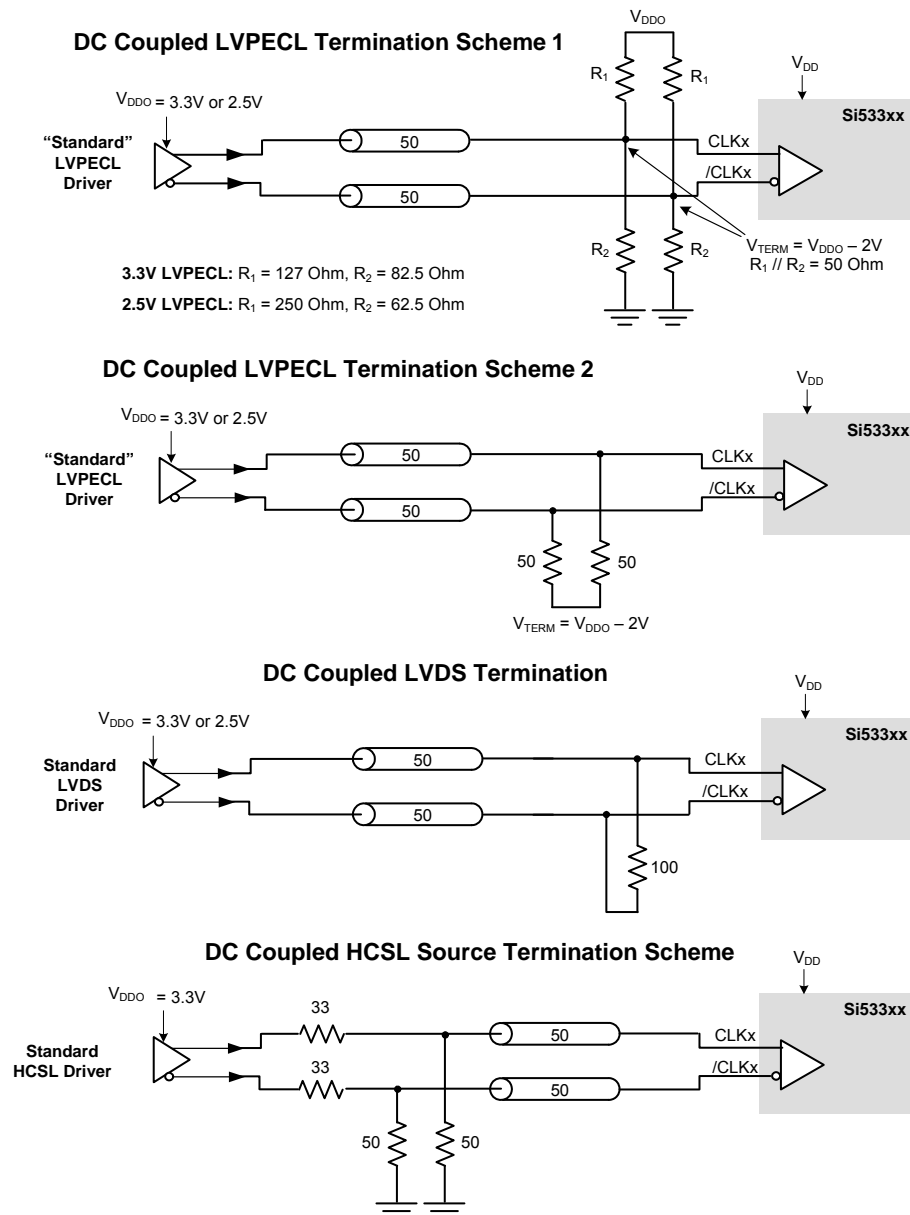 DC Coupled LVPECL Termination Scheme 1
VDDO
VDD
R1
R1
Si533xx
VDDO = 3.3V or 2.5V
“Standard”
LVPECL
Driver
50
CLKx
50
/CLKx
R2
R2
VTERM = VDDO – 2V
R1 // R2 = 50 Ohm
3.3V LVPECL: R1 = 127 Ohm, R2 = 82.5 Ohm
2.5V LVPECL: R1 = 250 Ohm, R2 = 62.5 Ohm
DC Coupled LVPECL Termination Scheme 2
VDD
VDDO = 3.3V or 2.5V
Si533xx
“Standard”
LVPECL
Driver
50
CLKx
50
/CLKx
50
50
VTERM = VDDO – 2V
DC Coupled LVDS Termination
VDD
VDDO = 3.3V or 2.5V
Si533xx
Standard
LVDS
Driver
50
CLKx
50
/CLKx
100
DC Coupled HCSL Source Termination Scheme
VDD
VDDO = 3.3V
Si533xx
33
50
CLKx
Standard
HCSL Driver
33
50
/CLKx
50
50